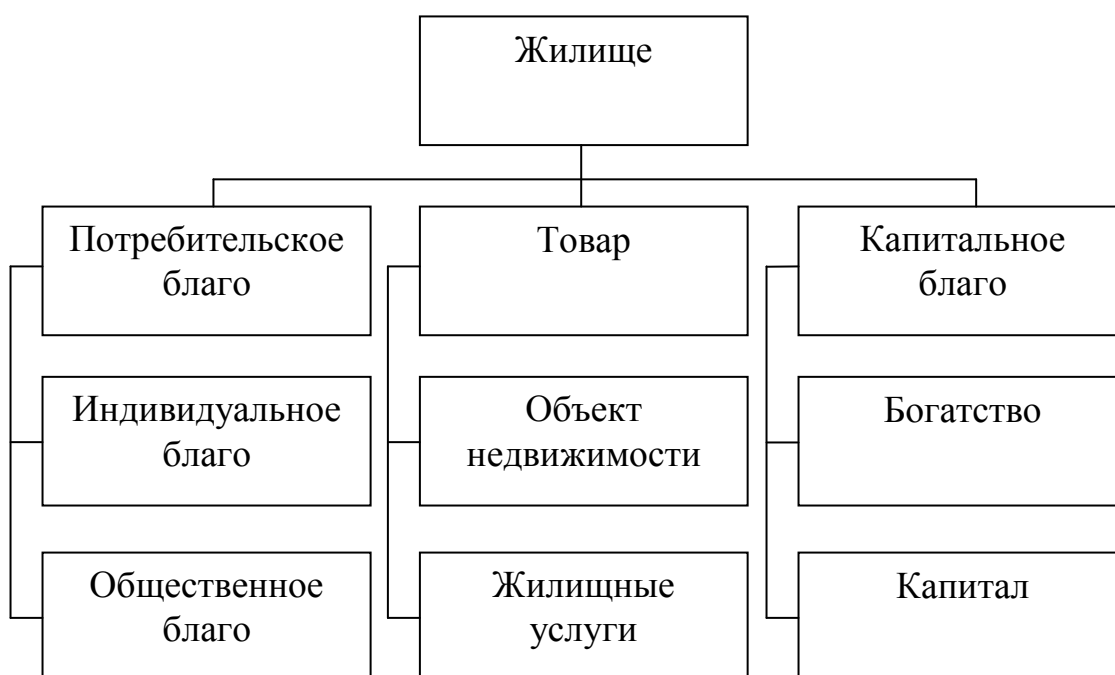 Жилище
Потребительское
благо
Товар
Капитальное
благо
Индивидуальное
благо
Объект
недвижимости
Богатство
Общественное
благо
Жилищные
услуги
Капитал